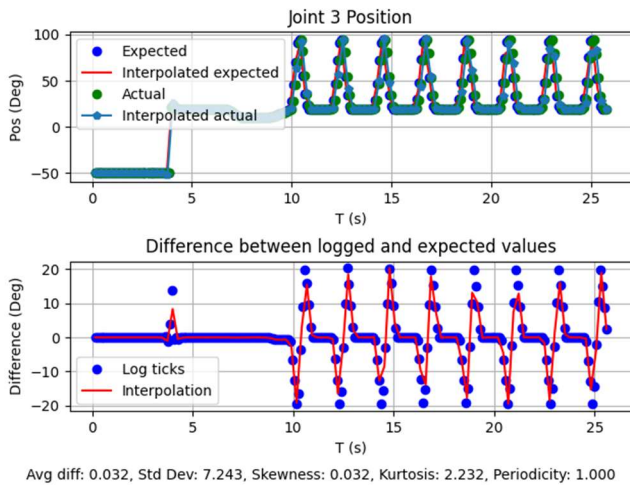 Joint 3 Position
100
50
0
−50
Pos (Deg)
Expected
Interpolated expected
Actual
Interpolated actual
0 5 10 15 20 25
T (s)
Difference between logged and expected values
20
10
0
−10
−20
Difference (Deg)
Log ticks
Interpolation
0 5 10 15 20 25
T (s)
Avg diff: 0.032, Std Dev: 7.243, Skewness: 0.032, Kurtosis: 2.232, Periodicity: 1.000